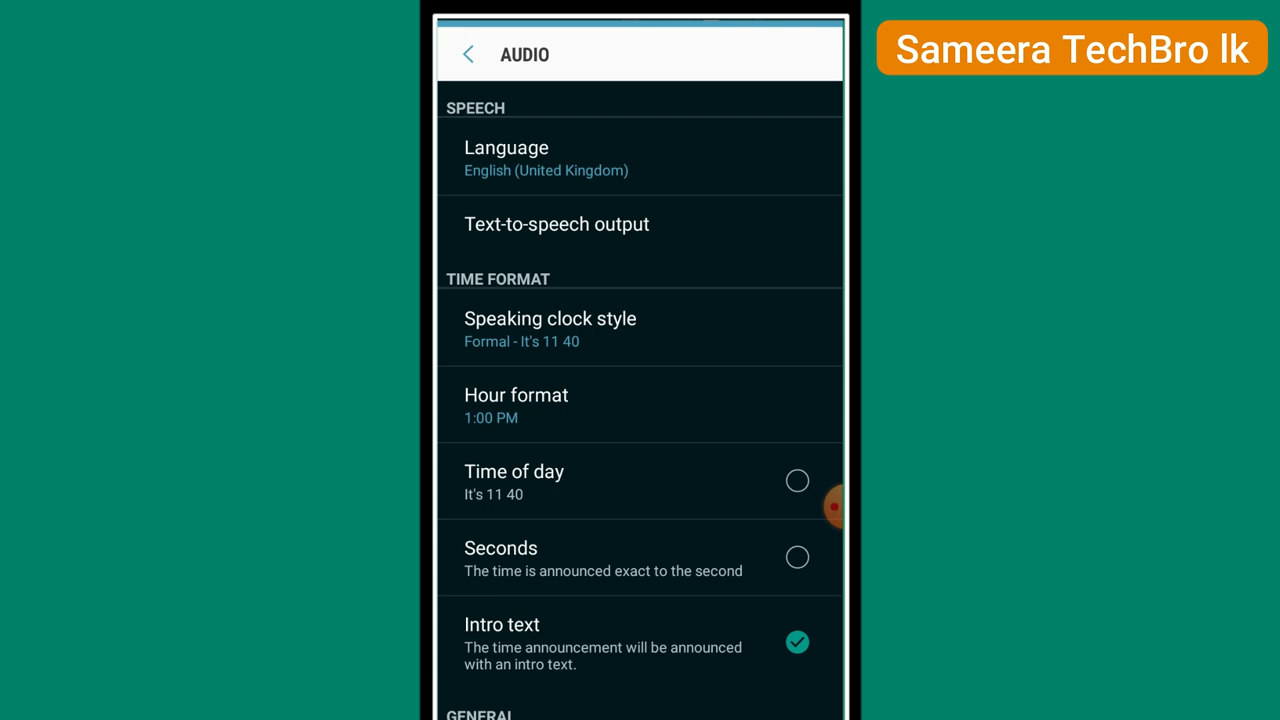 Sameera TechBro lk
AUDIO
SPEECH
Language
English (United Kingdom)
Text-to-speech output
TIME FORMAT
Speaking clock style
Formal - It's 11 40
Hour format
1:00 PM
Time of day
It's 11 40
Seconds
The time is announced exact to the second
Intro text
The time announcement will be announced
with an intro text.
GENERAL